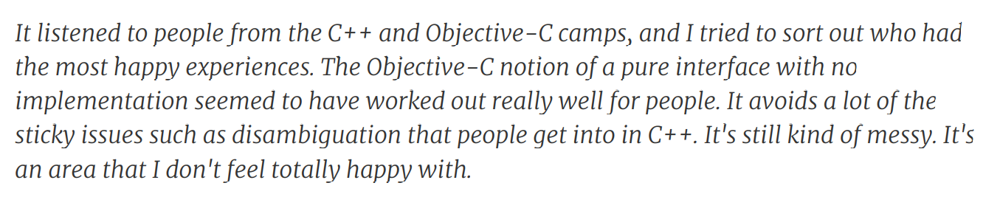 It listened to people from the C++ and Objective-C camps, and I tried to sort out who had
the most happy experiences. The Objective-C notion of a pure interface with no
implementation seemed to have worked out really well for people. It avoids a lot of the
sticky issues such as disambiguation that people get into in C++. It's still kind of messy. It's
an area that I don't feel totally happy with.